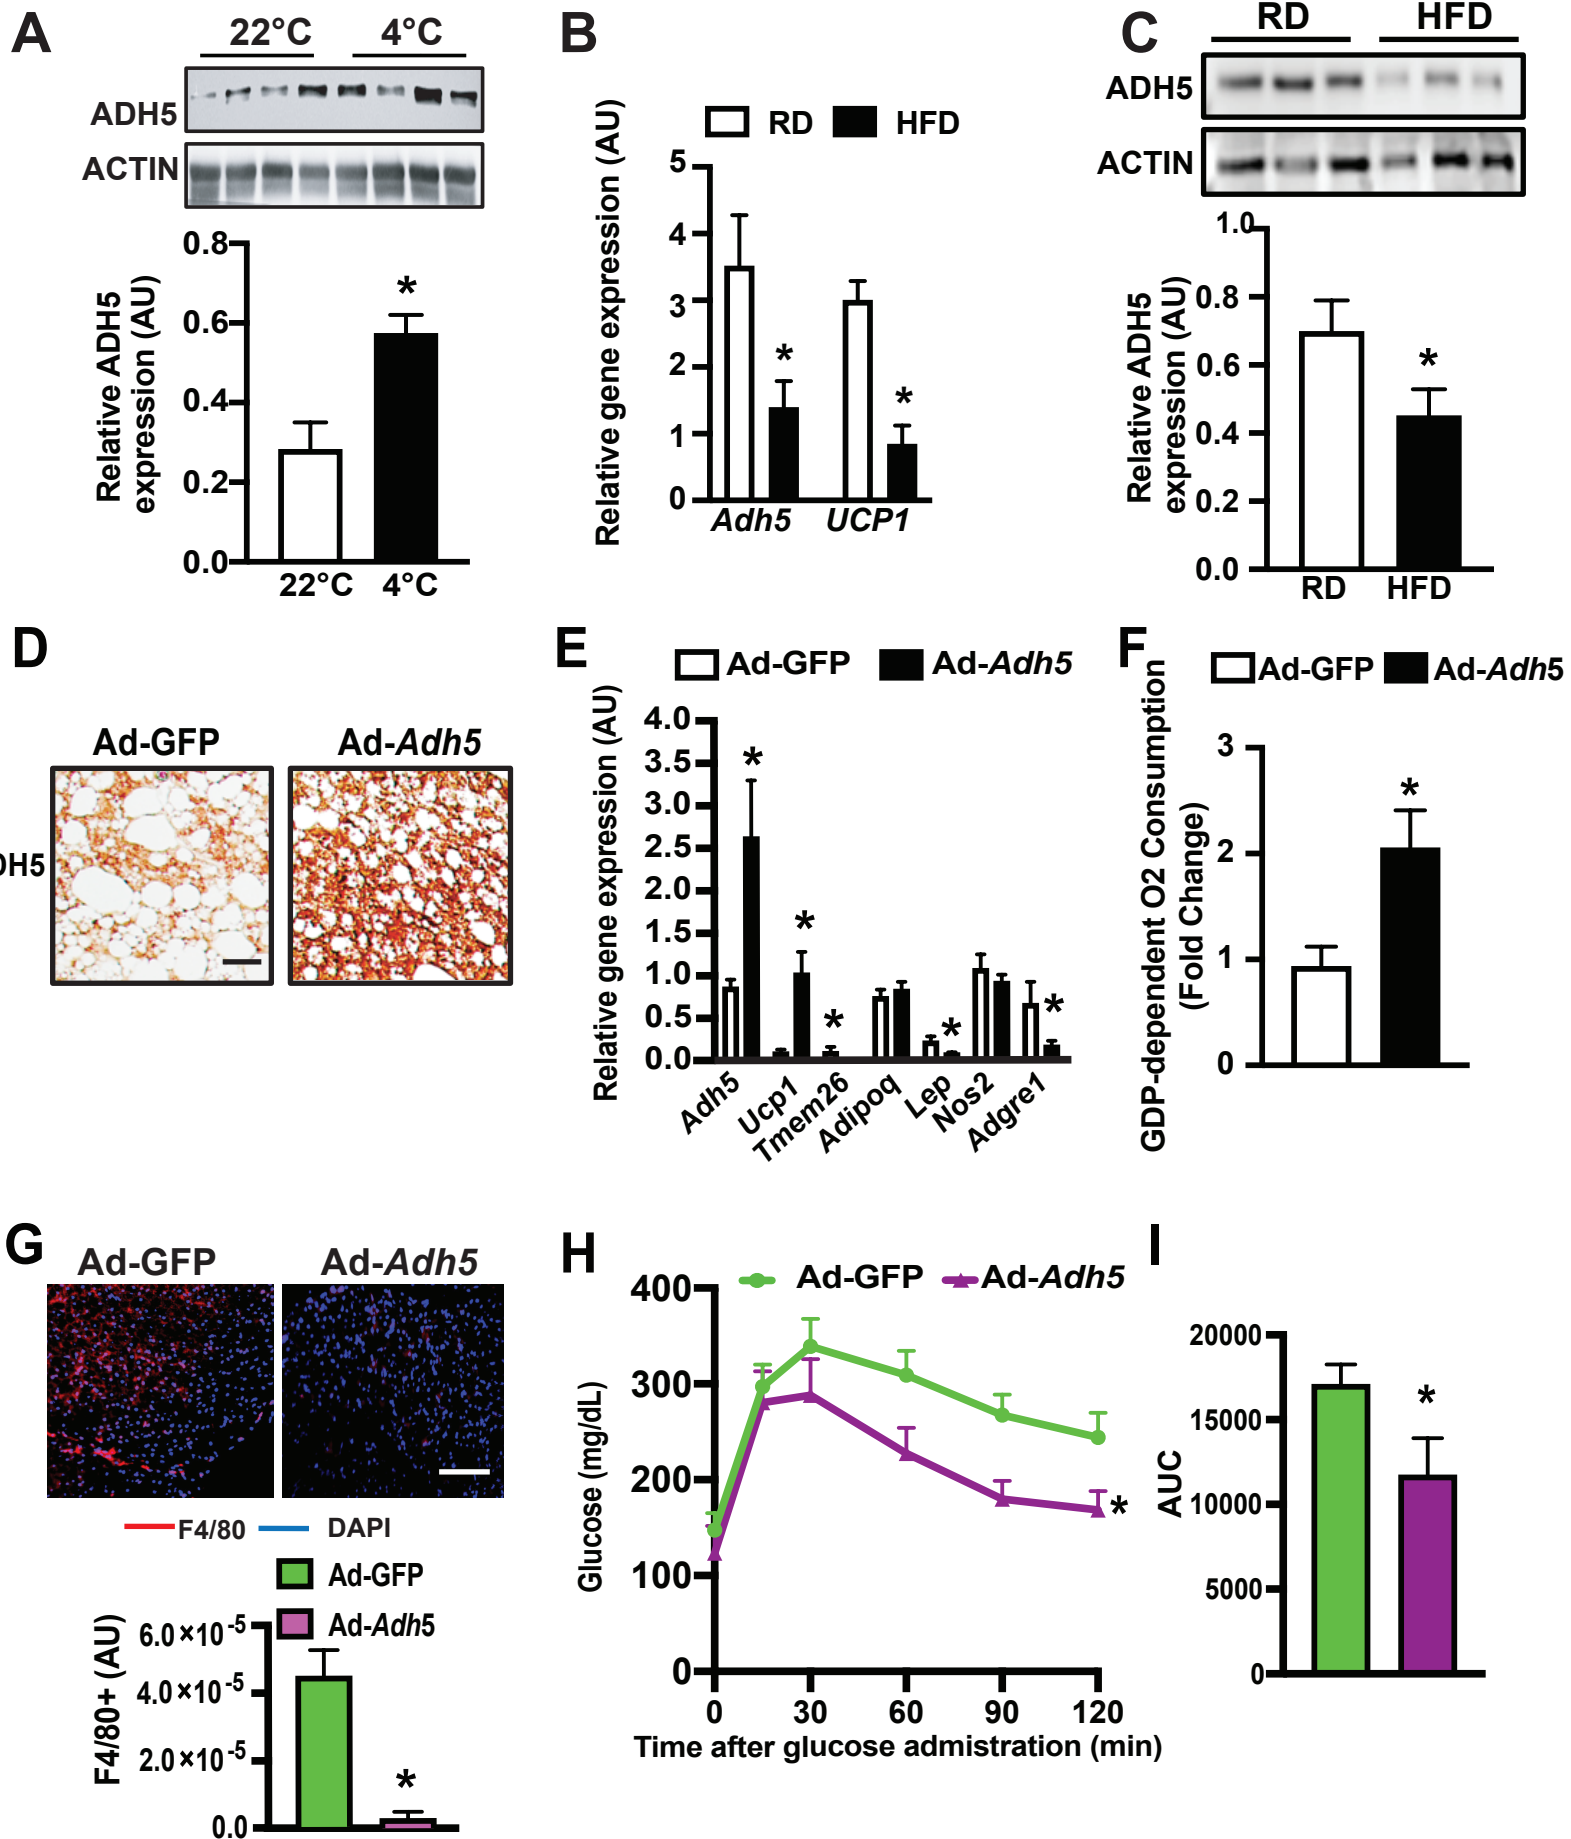 A
22°C 4°C
ADH5
ACTIN
Relative ADH5
expression (AU)
0.8
0.6
0.4
0.2
0.0
22°C 4°C
B
RD HFD
Relative gene expression (AU)
5
4
3
2
1
0
*
*
Adh5 UCP1
C
RD HFD
ADH5
ACTIN
Relative ADH5
expression (AU)
1.0
0.8
0.6
0.4
0.2
0.0
*
RD HFD
D
Ad-GFP Ad-Adh5
DH5
E
Ad-GFP Ad-Adh5
Relative gene expression (AU)
4.0
3.5
3.0
2.5
2.0
1.5
1.0
0.5
0.0
*
*
*
*
*
Adh5
Ucp1
Tmem26
Adipoq
Lep
Nos2
Adgre1
F
Ad-GFP Ad-Adh5
GDP-dependent O2 Consumption
(Fold Change)
3
2
1
0
*
G
Ad-GFP Ad-Adh5
F4/80 DAPI
Ad-GFP
Ad-Adh5
F4/80+ (AU)
6.0×10-5
4.0×10-5
2.0×10-5
0.0
*
H
Ad-GFP Ad-Adh5
Glucose (mg/dL)
400
300
200
100
0
*
0 30 60 90 120
Time after glucose admistration (min)
I
AUC
20000
15000
10000
5000
0
*